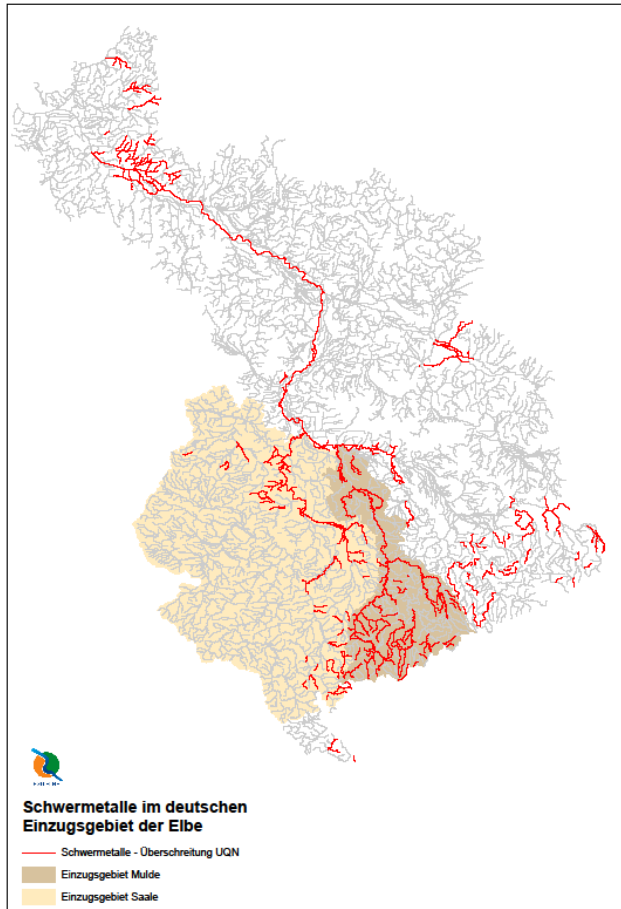 Schwermetalle im deutschen
Einzugsgebiet der Elbe
Schwermetalle - Überschreitung UQN
Einzugsgebiet Mulde
Einzugsgebiet Saale